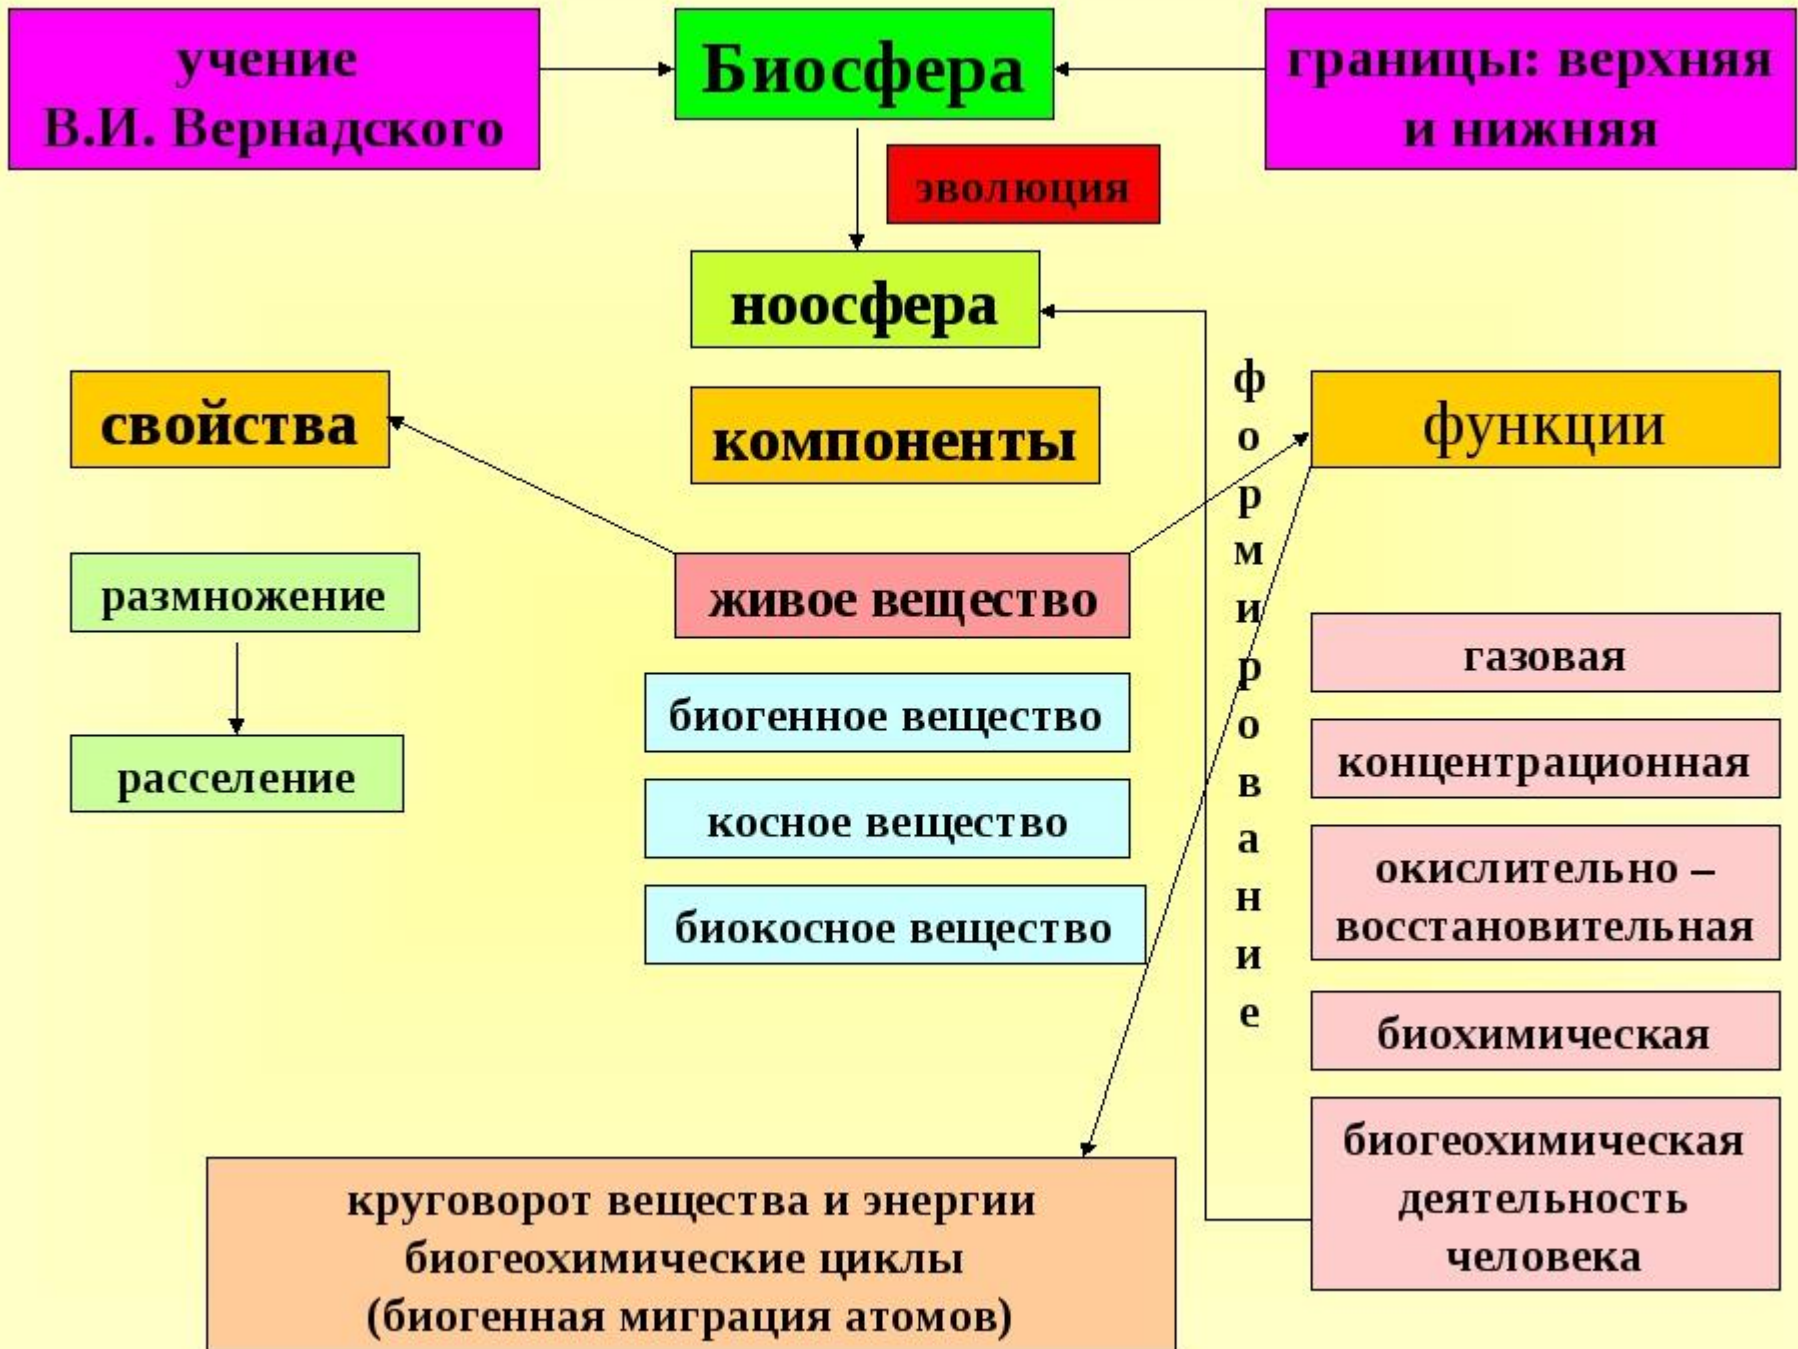 учение
В.И. Вернадского
Биосфера
границы: верхняя
и нижняя
эволюция
ноосфера
свойства
компоненты
функции
ф
о
р
м
и
р
о
в
а
н
и
е
размножение
расселение
живое вещество
биогенное вещество
косное вещество
биокосное вещество
газовая
концентрационная
окислительно –
восстановительная
биохимическая
биогеохимическая
деятельность
человека
круговорот вещества и энергии
биогеохимические циклы
(биогенная миграция атомов)